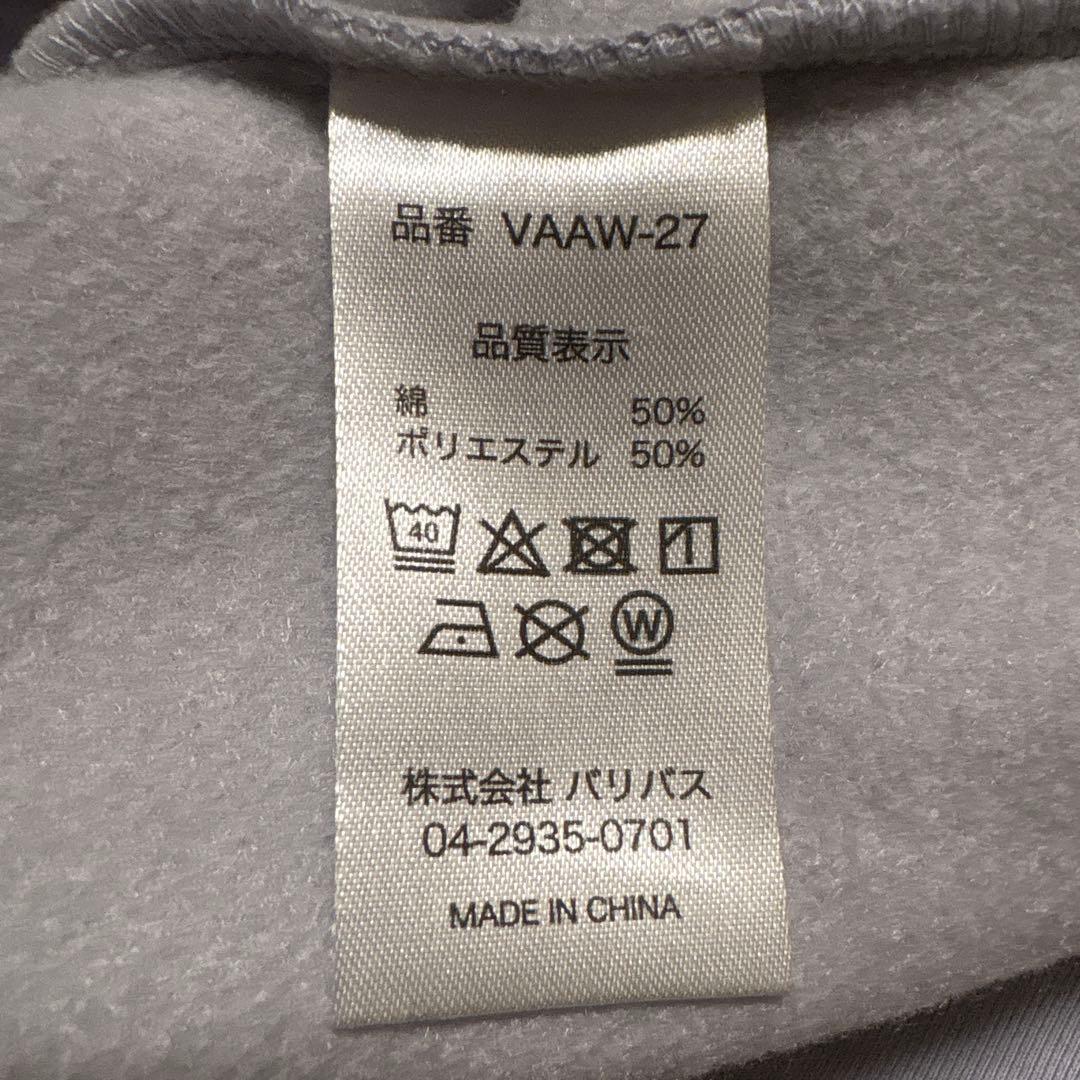 品番 VAAW-27
品質表示
綿 50%
ポリエステル 50%
40
W
株式会社 バリバス
04-2935-0701
MADE IN CHINA